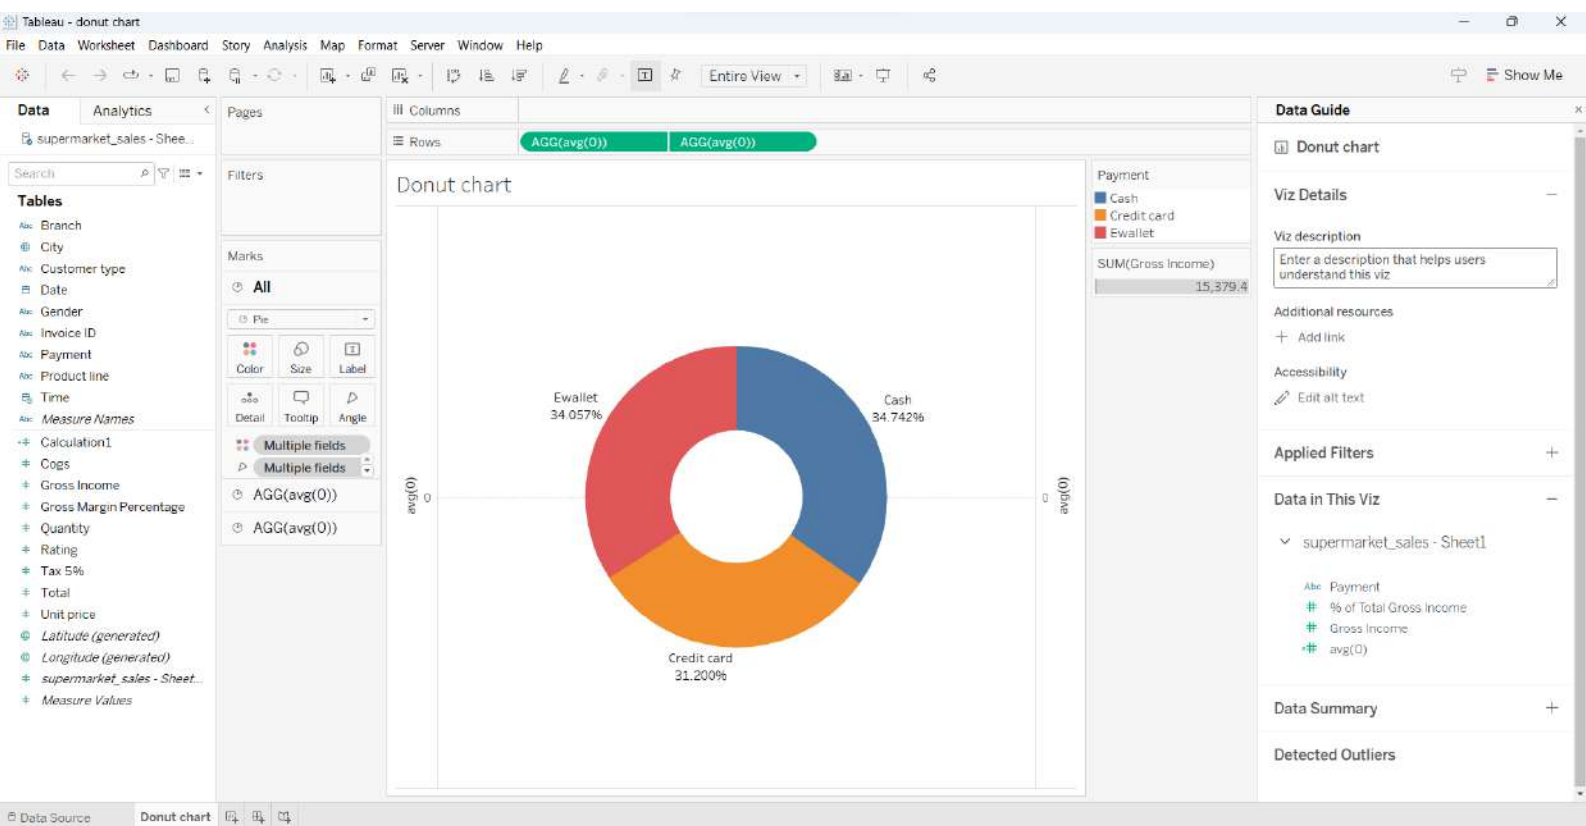 Tableau - donut chart
File Data Worksheet Dashboard Story Analysis Map Format Server Window Help
Entire View
Show Me
Data Analytics
supermarket_sales - Shee...
Search
Tables
Abc Branch
City
Abc Customer type
Date
Abc Gender
Abc Invoice ID
Abc Payment
Abc Product line
Time
Abc Measure Names
Calculation1
Cogs
Gross Income
Gross Margin Percentage
Quantity
Rating
Tax 5%
Total
Unit price
Latitude (generated)
Longitude (generated)
supermarket_sales - Sheet...
Measure Values
Pages
Filters
Marks
All
Pie
Color Size Label
Detail Tooltip Angle
Multiple fields
Multiple fields
AGG(avg(0))
AGG(avg(0))
Columns
Rows AGG(avg(0)) AGG(avg(0))
Donut chart
avg(0)
0
Ewallet
34.057%
Cash
34.742%
Credit card
31.200%
0
avg(0)
Payment
Cash
Credit card
Ewallet
SUM(Gross Income)
15,379.4
Data Guide
Donut chart
Viz Details
Viz description
Enter a description that helps users
understand this viz
Additional resources
Add link
Accessibility
Edit alt text
Applied Filters
Data in This Viz
supermarket_sales - Sheet1
Abc Payment
# % of Total Gross Income
# Gross Income
# avg(0)
Data Summary
Detected Outliers
Data Source Donut chart